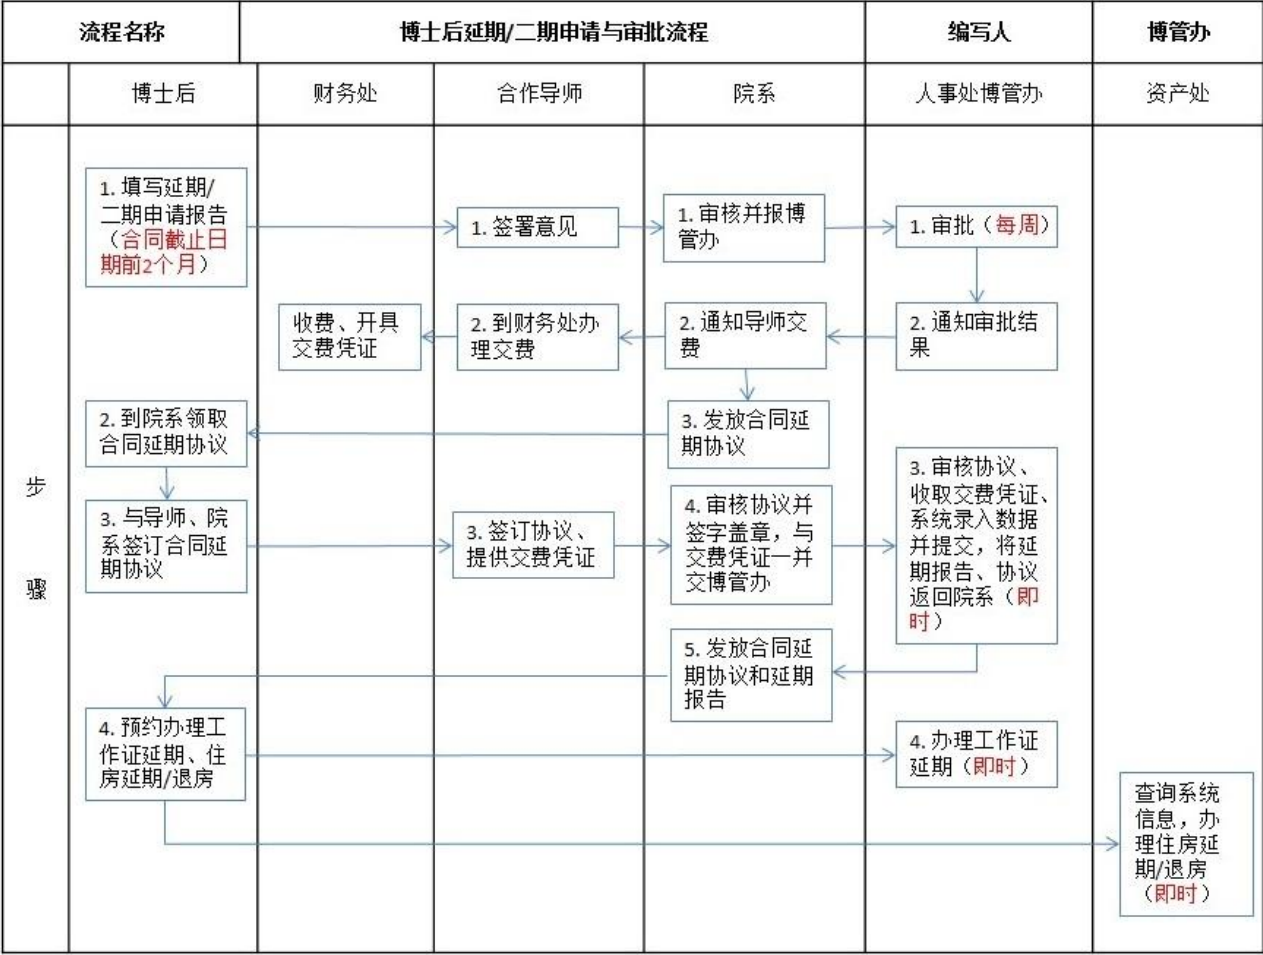 流程名称
博士后延期/二期申请与审批流程
编写人
博管办
博士后
财务处
合作导师
院系
人事处博管办
资产处
步
骤
1. 填写延期/
二期申请报告
（合同截止日
期前2个月）
1. 签署意见
1. 审核并报博
管办
1. 审批（每周）
收费、开具
交费凭证
2. 到财务处办
理交费
2. 通知导师交
费
2. 通知审批结
果
2. 到院系领取
合同延期协议
3. 发放合同延
期协议
3. 与导师、院
系签订合同延
期协议
3. 签订协议、
提供交费凭证
4. 审核协议并
签字盖章，与
交费凭证一并
交博管办
3. 审核协议、
收取交费凭证、
系统录入数据
并提交，将延
期报告、协议
返回院系（即
时）
5. 发放合同延
期协议和延期
报告
4. 预约办理工
作证延期、住
房延期/退房
4. 办理工作证
延期（即时）
查询系统
信息，办
理住房延
期/退房
（即时）